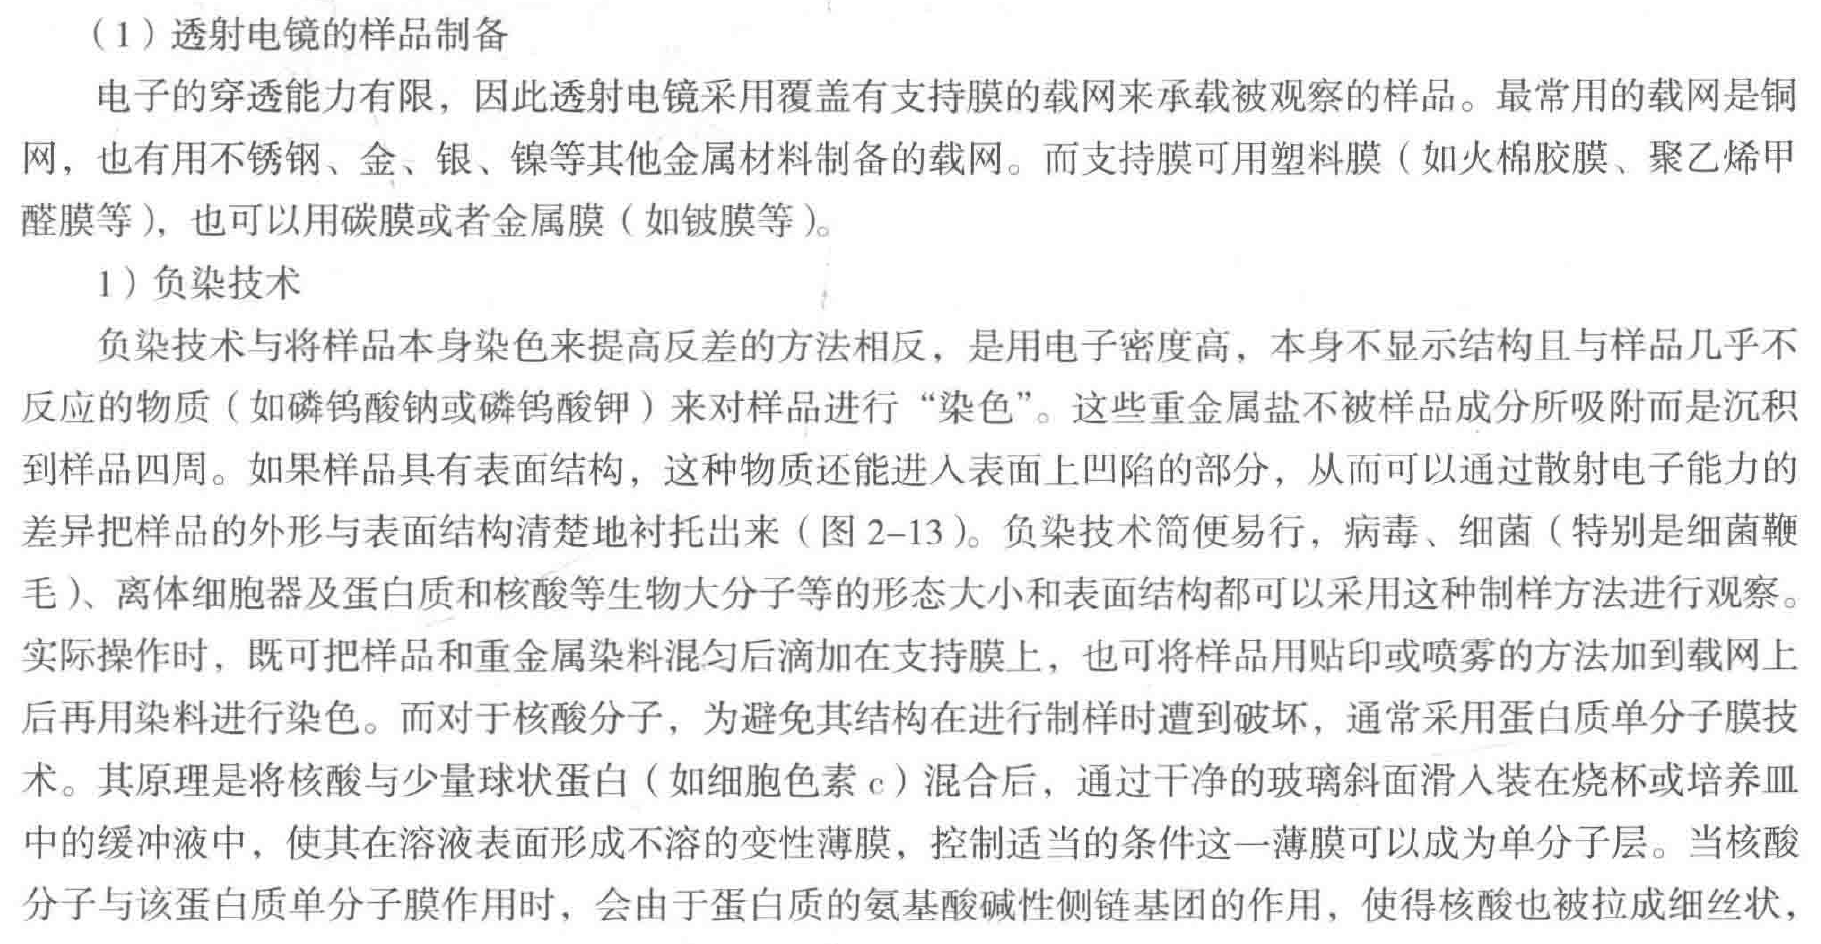 （1）透射电镜的样品制备
电子的穿透能力有限，因此透射电镜采用覆盖有支持膜的载网来承载被观察的样品。最常用的载网是铜
网，也有用不锈钢、金、银、镍等其他金属材料制备的载网。而支持膜可用塑料膜（如火棉胶膜、聚乙烯甲
醛膜等），也可以用碳膜或者金属膜（如铍膜等）。
1）负染技术
负染技术与将样品本身染色来提高反差的方法相反，是用电子密度高，本身不显示结构且与样品几乎不
反应的物质（如磷钨酸钠或磷钨酸钾）来对样品进行“染色”。这些重金属盐不被样品成分所吸附而是沉积
到样品四周。如果样品具有表面结构，这种物质还能进入表面上凹陷的部分，从而可以通过散射电子能力的
差异把样品的外形与表面结构清楚地衬托出来（图 2–13）。负染技术简便易行，病毒、细菌（特别是细菌鞭
毛）、离体细胞器及蛋白质和核酸等生物大分子等的形态大小和表面结构都可以采用这种制样方法进行观察。
实际操作时，既可把样品和重金属染料混匀后滴加在支持膜上，也可将样品用贴印或喷雾的方法加到载网上
后再用染料进行染色。而对于核酸分子，为避免其结构在进行制样时遭到破坏，通常采用蛋白质单分子膜技
术。其原理是将核酸与少量球状蛋白（如细胞色素 c）混合后，通过干净的玻璃斜面滑入装在烧杯或培养皿
中的缓冲液中，使其在溶液表面形成不溶的变性薄膜，控制适当的条件这一薄膜可以成为单分子层。当核酸
分子与该蛋白质单分子膜作用时，会由于蛋白质的氨基酸碱性侧链基团的作用，使得核酸也被拉成细丝状，